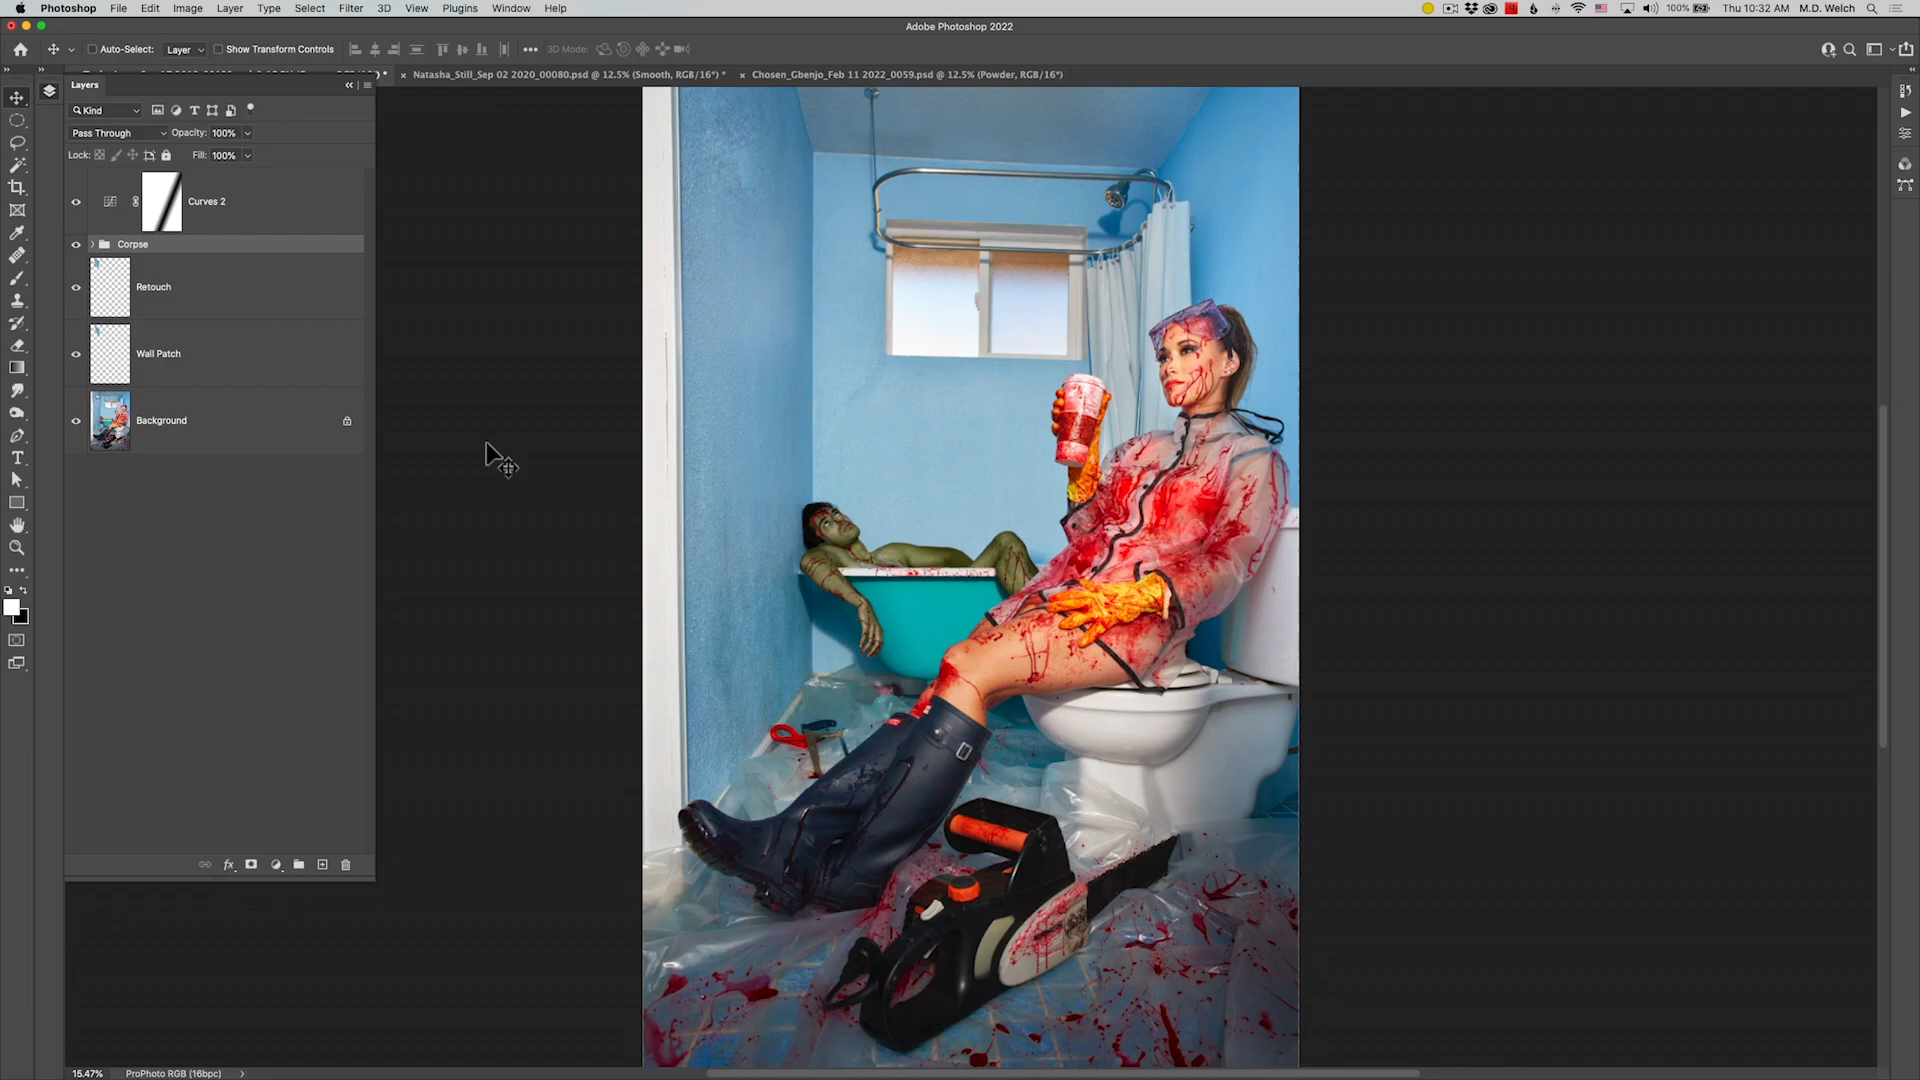 Photoshop File Edit Image Layer Type Select Filter 3D View Plugins Window Help 100% Thu 10:32 AM M.D. Welch
Adobe Photoshop 2022
Auto-Select: Layer Show Transform Controls 3D Mode:
Natasha_Still_Sep 02 2020_00080.psd @ 12.5% (Smooth, RGB/16*) * Chosen_Gbenjo_Feb 11 2022_0059.psd @ 12.5% (Powder, RGB/16*)
Layers
Kind
Pass Through Opacity: 100%
Lock: Fill: 100%
Curves 2
Corpse
Retouch
Wall Patch
Background
fx
15.47% ProPhoto RGB (16bpc)